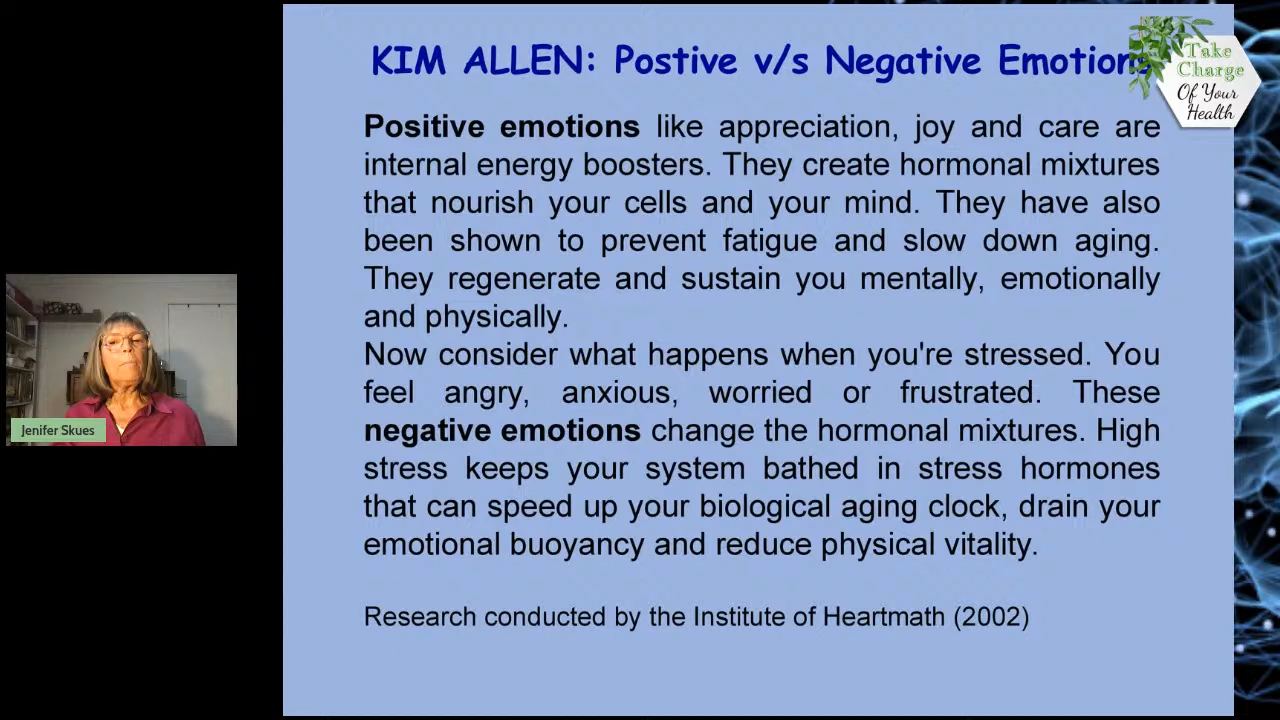 KIM ALLEN: Postive v/s Negative Emotions
Take
Charge
Of Your
Health
Positive emotions like appreciation, joy and care are
internal energy boosters. They create hormonal mixtures
that nourish your cells and your mind. They have also
been shown to prevent fatigue and slow down aging.
They regenerate and sustain you mentally, emotionally
and physically.
Now consider what happens when you're stressed. You
feel angry, anxious, worried or frustrated. These
negative emotions change the hormonal mixtures. High
stress keeps your system bathed in stress hormones
that can speed up your biological aging clock, drain your
emotional buoyancy and reduce physical vitality.
Research conducted by the Institute of Heartmath (2002)
Jenifer Skues